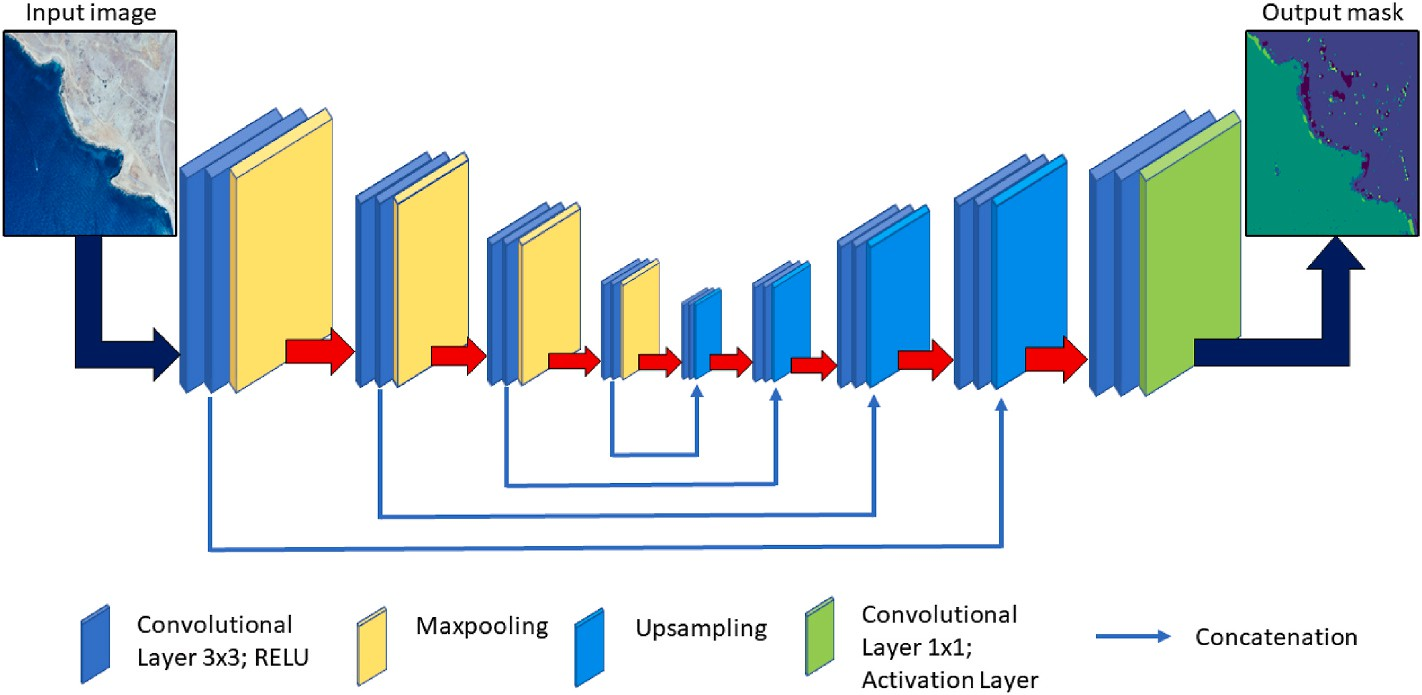 Input image
Output mask
Convolutional
Layer 3x3; RELU
Maxpooling
Upsampling
Convolutional
Layer 1x1;
Activation Layer
Concatenation